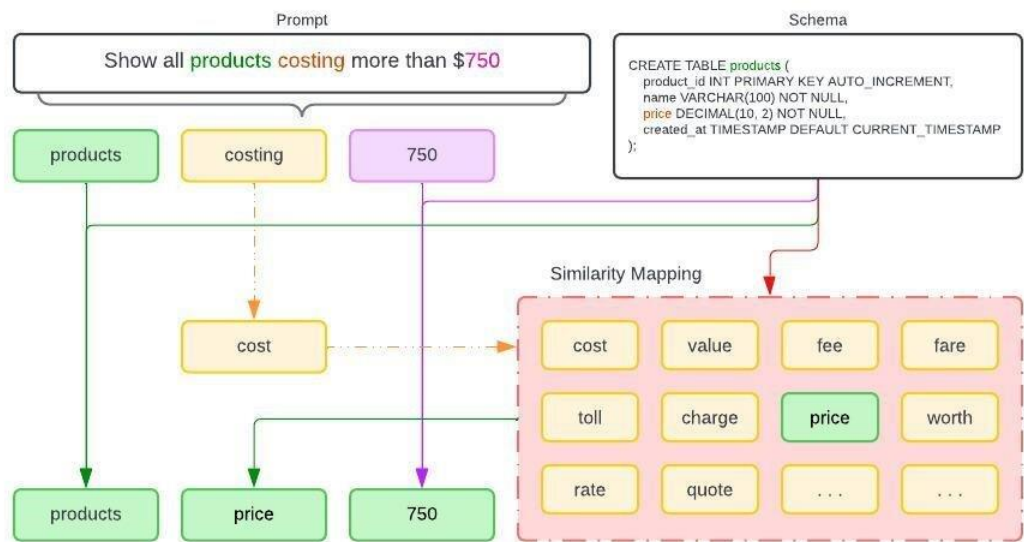 Prompt
Schema
Show all products costing more than $750
CREATE TABLE products (
product_id INT PRIMARY KEY AUTO_INCREMENT,
name VARCHAR(100) NOT NULL,
price DECIMAL(10, 2) NOT NULL,
created_at TIMESTAMP DEFAULT CURRENT_TIMESTAMP
);
products
costing
750
Similarity Mapping
cost
cost
value
fee
fare
toll
charge
price
worth
rate
quote
. . .
. . .
products
price
750